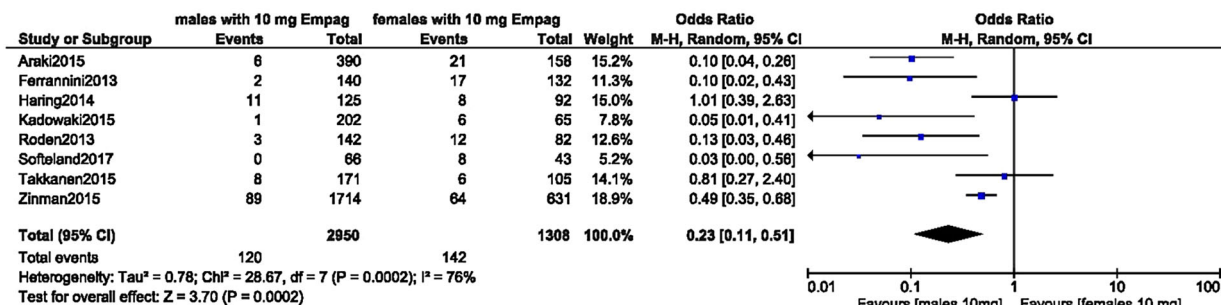 males with 10 mg Empag females with 10 mg Empag Odds Ratio Odds Ratio
Study or Subgroup Events Total Events Total Weight M-H, Random, 95% CI M-H, Random, 95% CI
Araki2015 6 390 21 158 15.2% 0.10 [0.04, 0.26]
Ferrannini2013 2 140 17 132 11.3% 0.10 [0.02, 0.43]
Haring2014 11 125 8 92 15.0% 1.01 [0.39, 2.63]
Kadowaki2015 1 202 6 65 7.8% 0.05 [0.01, 0.41]
Roden2013 3 142 12 82 12.6% 0.13 [0.03, 0.46]
Softeland2017 0 66 8 43 5.2% 0.03 [0.00, 0.56]
Takkanen2015 8 171 6 105 14.1% 0.81 [0.27, 2.40]
Zinman2015 89 1714 64 631 18.9% 0.49 [0.35, 0.68]
Total (95% CI) 2950 1308 100.0% 0.23 [0.11, 0.51]
Total events 120 142
Heterogeneity: Tau² = 0.78; Chi² = 28.67, df = 7 (P = 0.0002); I² = 76%
Test for overall effect: Z = 3.70 (P = 0.0002)
0.01 0.1 1 10 100
Favours [males 10mg] Favours [females 10 mg]